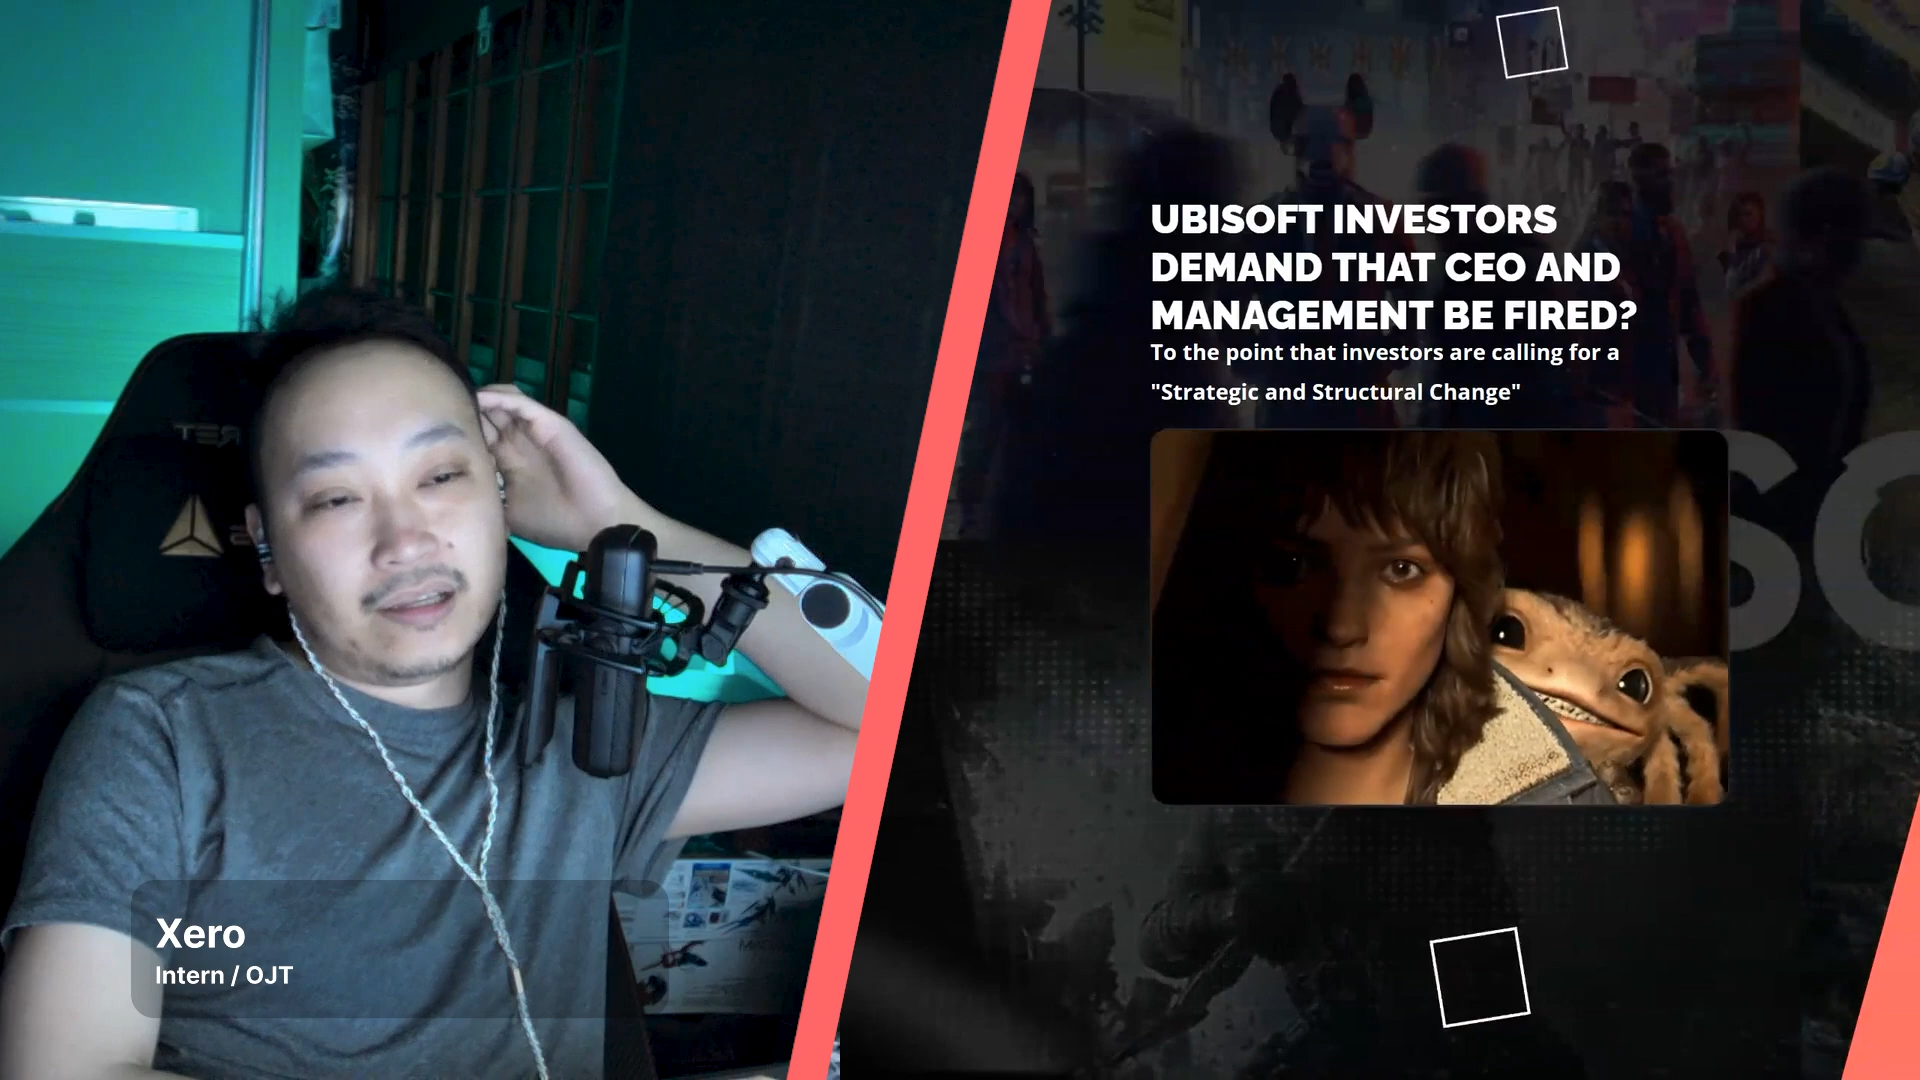 UBISOFT INVESTORS
DEMAND THAT CEO AND
MANAGEMENT BE FIRED?
To the point that investors are calling for a
"Strategic and Structural Change"
Xero
Intern / OJT